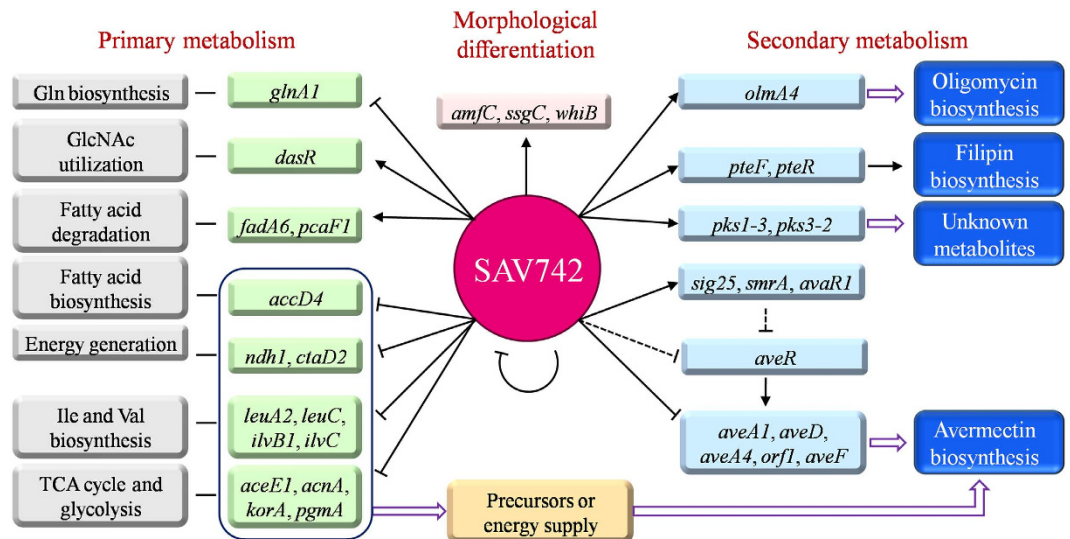 Primary metabolism
Morphological
differentiation
Secondary metabolism
Gln biosynthesis
glnA1
amfC, ssgC, whiB
olmA4
Oligomycin
biosynthesis
GlcNAc
utilization
dasR
pteF, pteR
Filipin
biosynthesis
Fatty acid
degradation
fadA6, pcaF1
pks1-3, pks3-2
Unknown
metabolites
SAV742
Fatty acid
biosynthesis
accD4
sig25, smrA, avaR1
Energy generation
ndh1, ctaD2
aveR
Ile and Val
biosynthesis
leuA2, leuC,
ilvB1, ilvC
aveA1, aveD,
aveA4, orf1, aveF
Avermectin
biosynthesis
TCA cycle and
glycolysis
aceE1, acnA,
korA, pgmA
Precursors or
energy supply